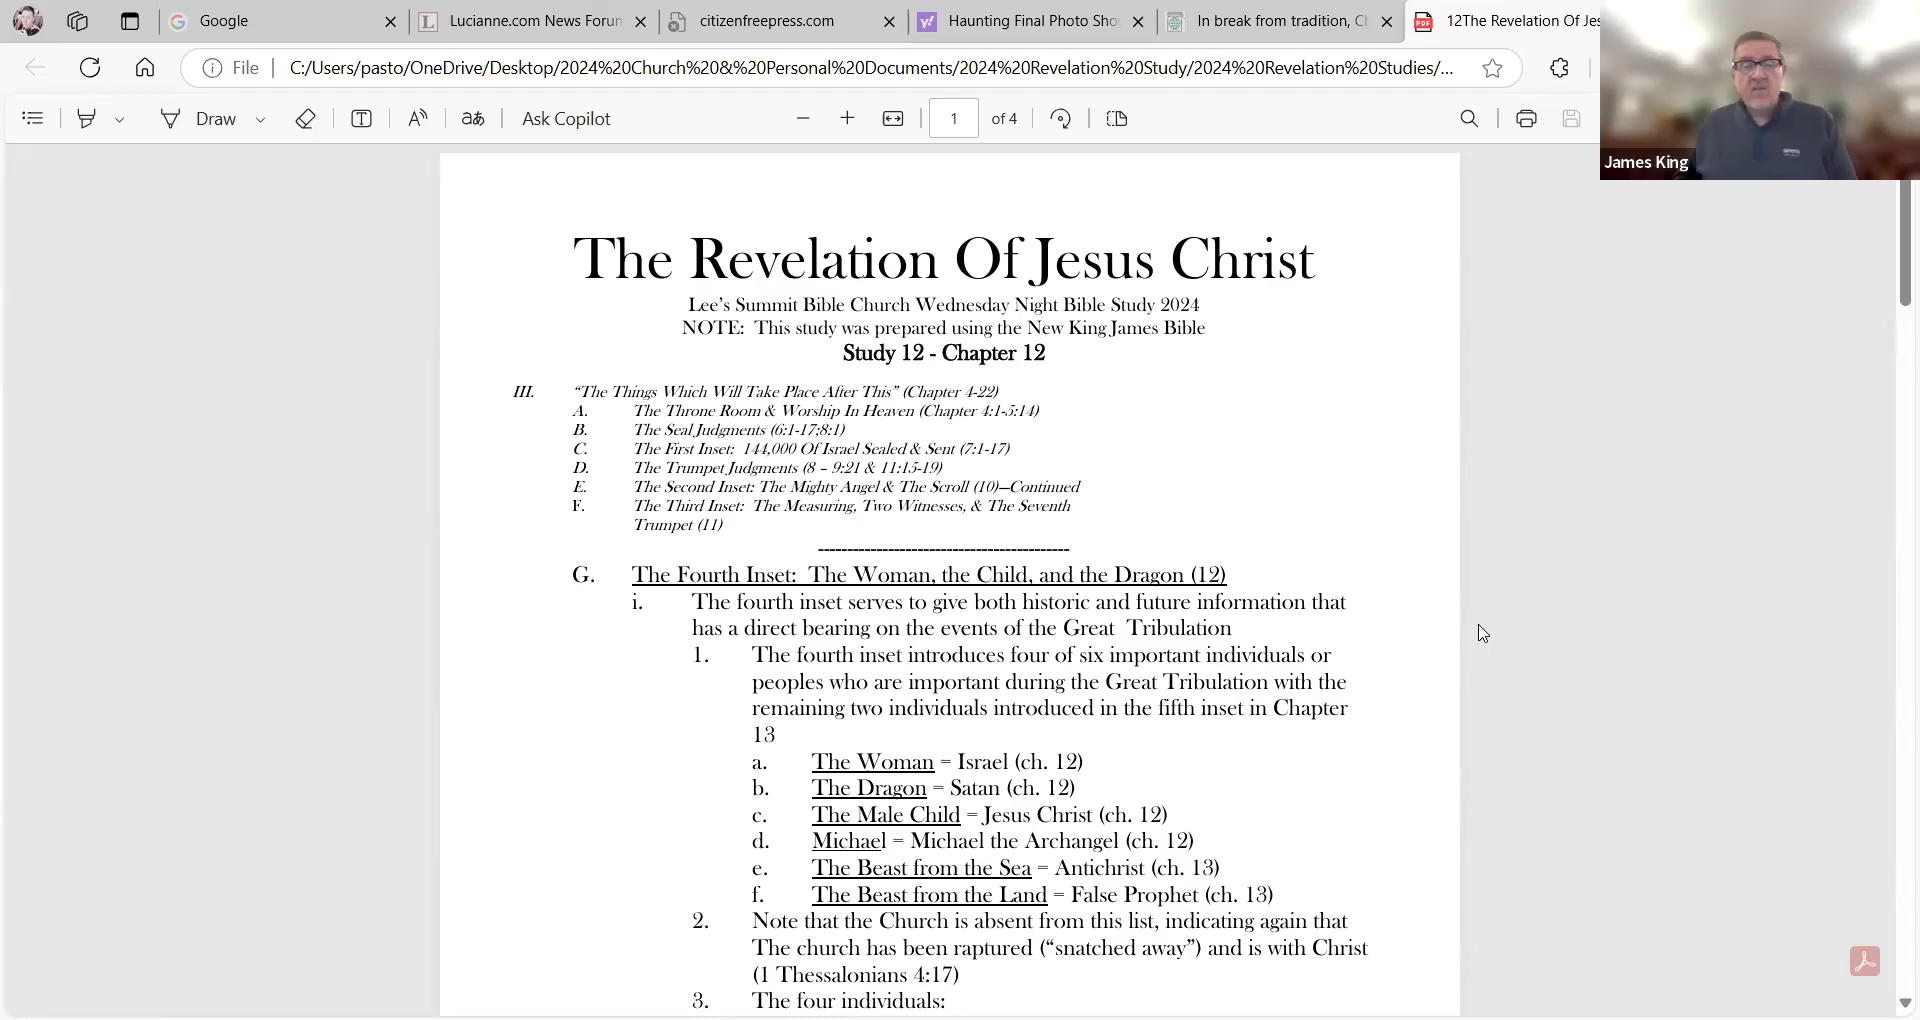 Google
Lucianne.com News Forum
citizenfreepress.com
Haunting Final Photo Sho
In break from tradition, Cl
12The Revelation Of Jes
File
C:/Users/pasto/OneDrive/Desktop/2024%20Church%20&%20Personal%20Documents/2024%20Revelation%20Study/2024%20Revelation%20Studies/...
Draw
Ask Copilot
1 of 4
James King
The Revelation Of Jesus Christ
Lee's Summit Bible Church Wednesday Night Bible Study 2024
NOTE: This study was prepared using the New King James Bible
Study 12 - Chapter 12
III. “The Things Which Will Take Place After This” (Chapter 4-22)
A. The Throne Room & Worship In Heaven (Chapter 4:1-5:14)
B. The Seal Judgments (6:1-17;8:1)
C. The First Inset: 144,000 Of Israel Sealed & Sent (7:1-17)
D. The Trumpet Judgments (8 – 9:21 & 11:15-19)
E. The Second Inset: The Mighty Angel & The Scroll (10)—Continued
F. The Third Inset: The Measuring, Two Witnesses, & The Seventh
Trumpet (11)
-------------------------------------------
G. The Fourth Inset: The Woman, the Child, and the Dragon (12)
i. The fourth inset serves to give both historic and future information that
has a direct bearing on the events of the Great Tribulation
1. The fourth inset introduces four of six important individuals or
peoples who are important during the Great Tribulation with the
remaining two individuals introduced in the fifth inset in Chapter
13
a. The Woman = Israel (ch. 12)
b. The Dragon = Satan (ch. 12)
c. The Male Child = Jesus Christ (ch. 12)
d. Michael = Michael the Archangel (ch. 12)
e. The Beast from the Sea = Antichrist (ch. 13)
f. The Beast from the Land = False Prophet (ch. 13)
2. Note that the Church is absent from this list, indicating again that
The church has been raptured (“snatched away”) and is with Christ
(1 Thessalonians 4:17)
3. The four individuals: